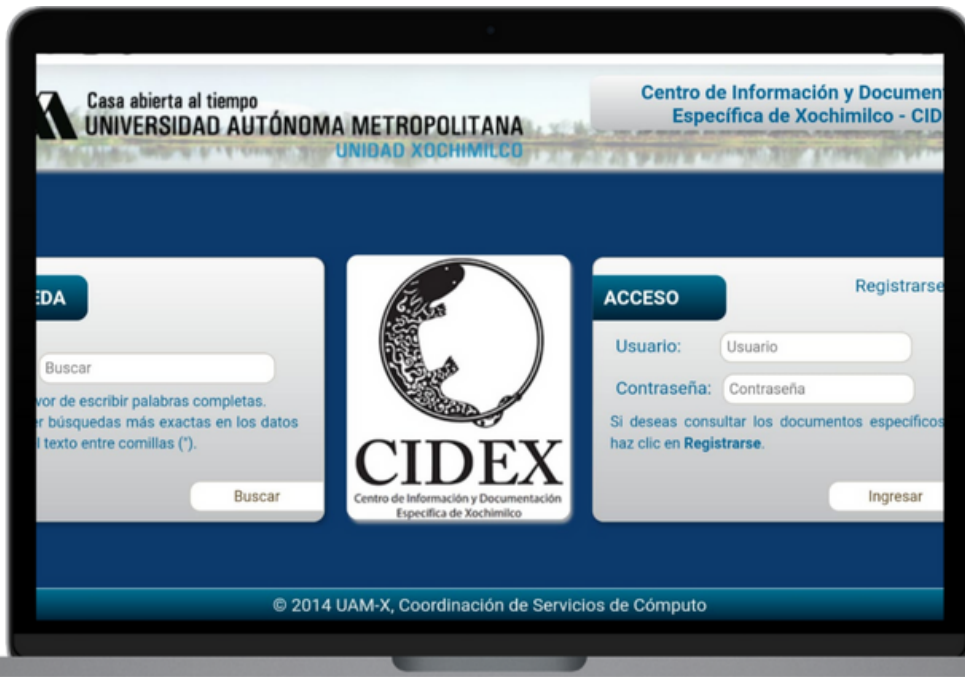 Casa abierta al tiempo
UNIVERSIDAD AUTÓNOMA METROPOLITANA
UNIDAD XOCHIMILCO
Centro de Información y Documen
Específica de Xochimilco - CID
EDA
Buscar
vor de escribir palabras completas.
er búsquedas más exactas en los datos
l texto entre comillas (").
Buscar
CIDEX
Centro de Información y Documentación
Específica de Xochimilco
ACCESO
Registrarse
Usuario:
Usuario
Contraseña:
Contraseña
Si deseas consultar los documentos específicos
haz clic en Registrarse.
Ingresar
© 2014 UAM-X, Coordinación de Servicios de Cómputo